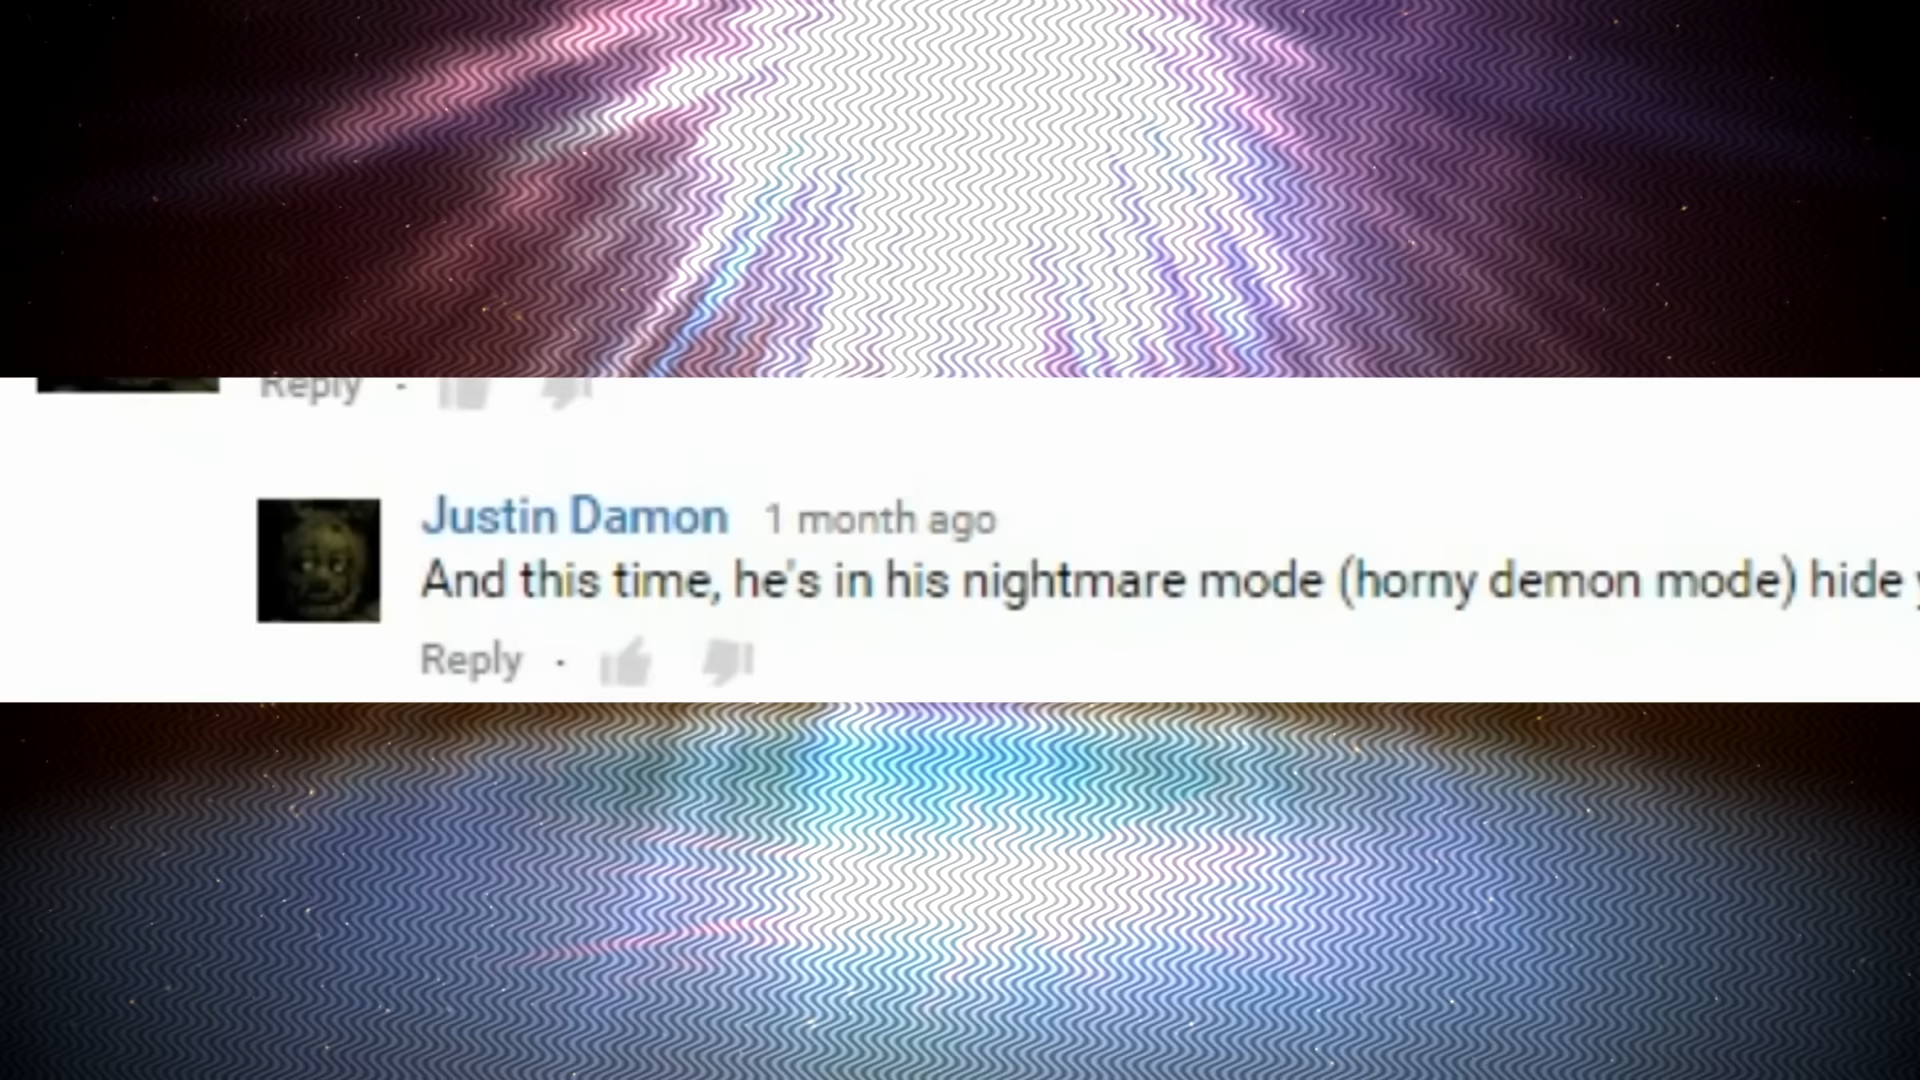 Reply ·
Justin Damon 1 month ago
And this time, he's in his nightmare mode (horny demon mode) hide
Reply ·